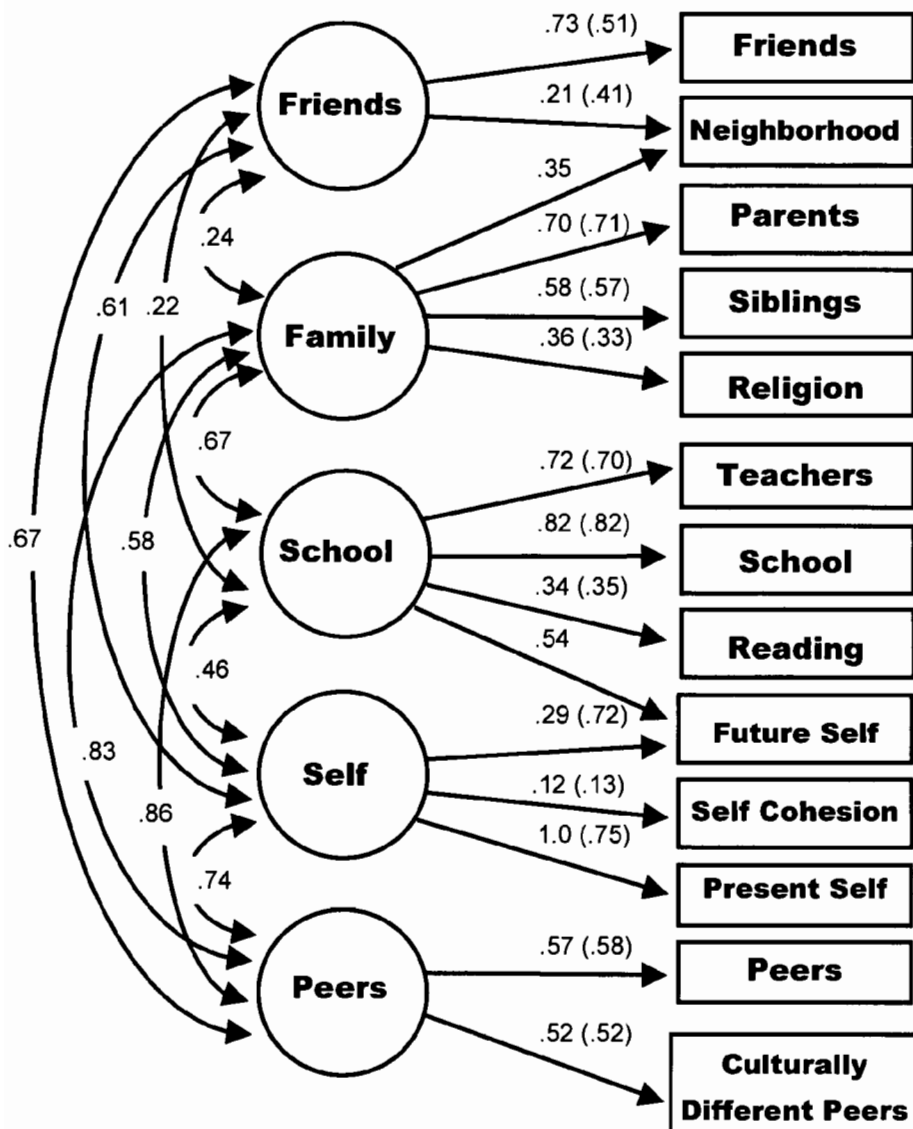 .73 (.51)
Friends
Friends
.21 (.41)
Neighborhood
.35
.70 (.71)
Parents
.24
.58 (.57)
Siblings
.61
.22
Family
.36 (.33)
Religion
.67
.72 (.70)
Teachers
.67
.58
School
.82 (.82)
School
.34 (.35)
Reading
.54
.46
.29 (.72)
Future Self
.83
Self
.12 (.13)
Self Cohesion
.86
1.0 (.75)
.74
Present Self
.57 (.58)
Peers
Peers
.52 (.52)
Culturally
Different Peers